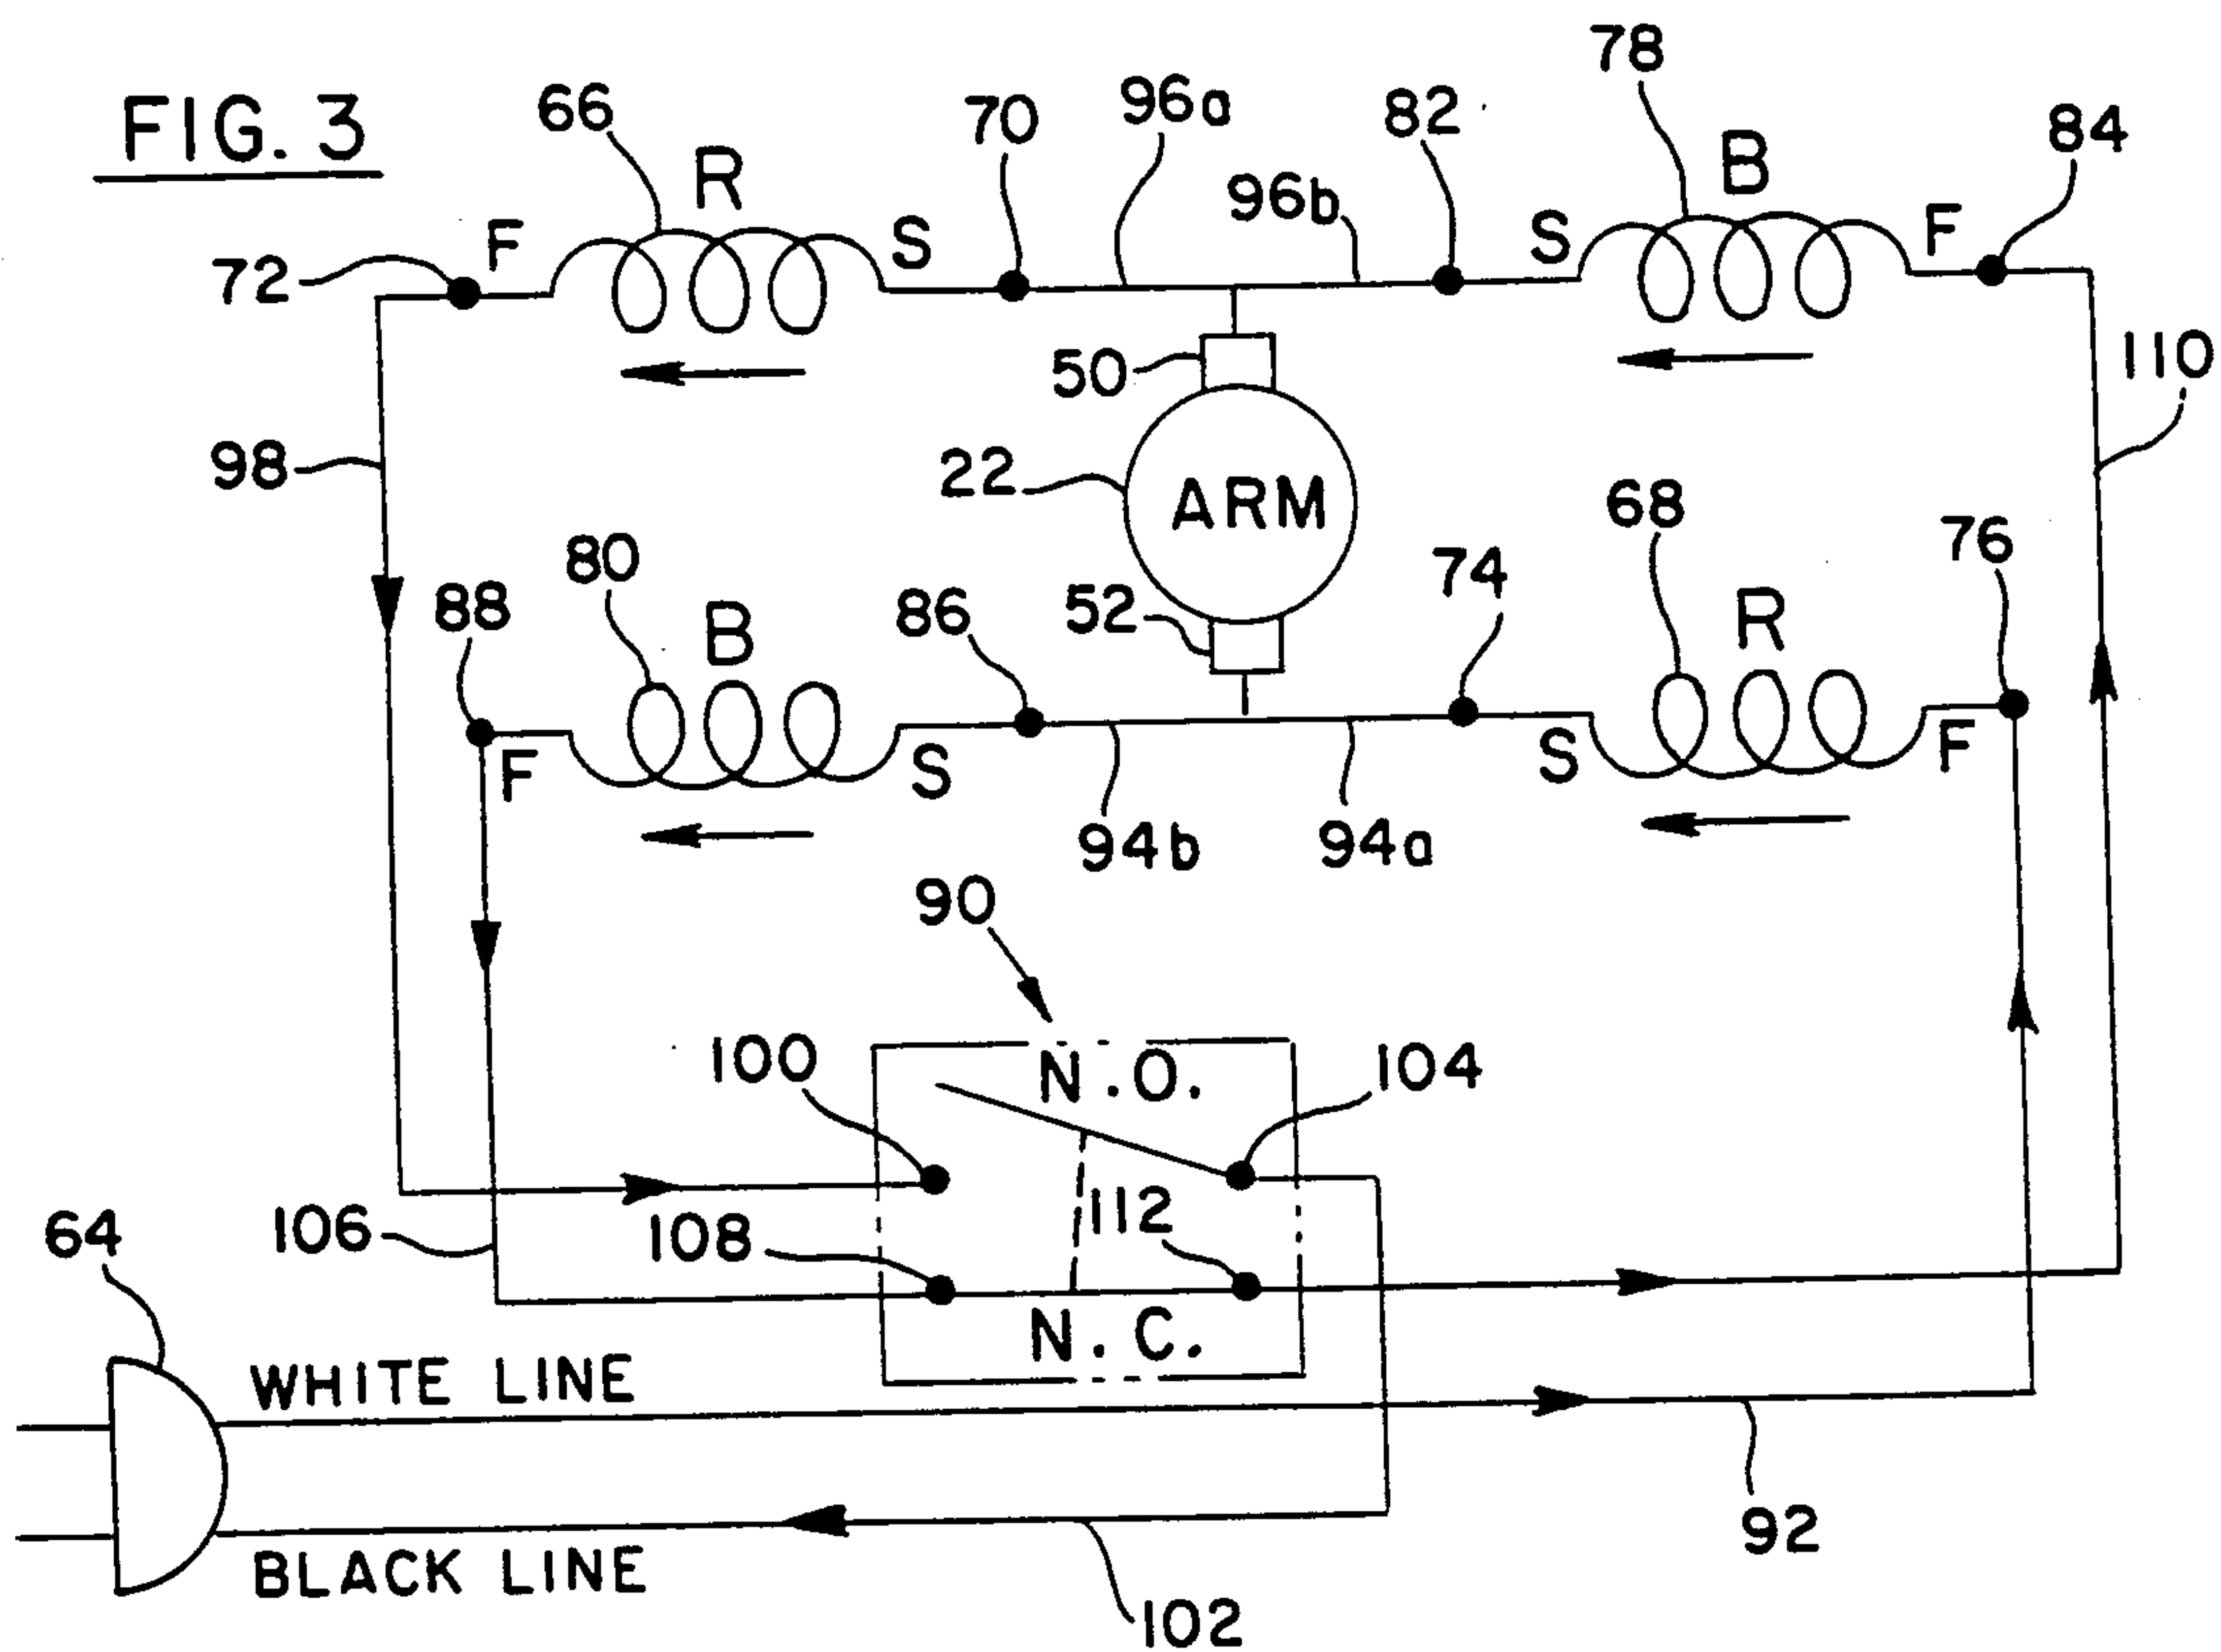 FIG. 3
66
R
70
96a
82
78
B
84
96b
72
F
S
S
F
50
110
98
22
ARM
68
76
80
74
88
B
86
52
R
F
S
S
F
94b
94a
90
100
N.O.
104
112
64
106
108
WHITE LINE
N.C.
92
BLACK LINE
102